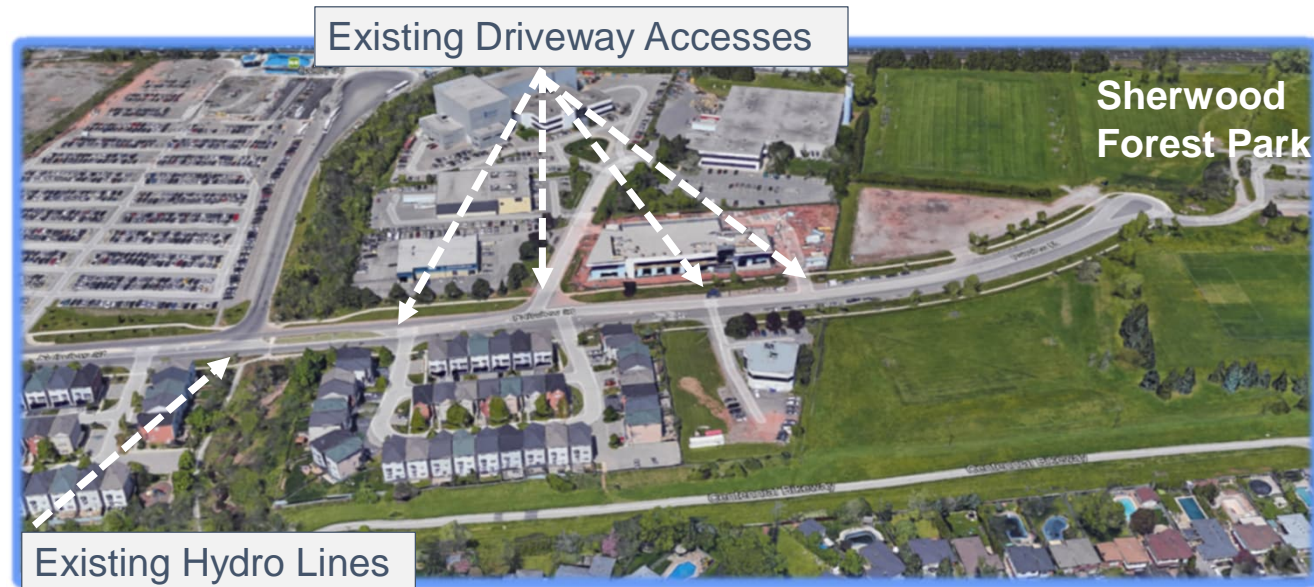 Existing Driveway Accesses
Sherwood
Forest Park
Existing Hydro Lines